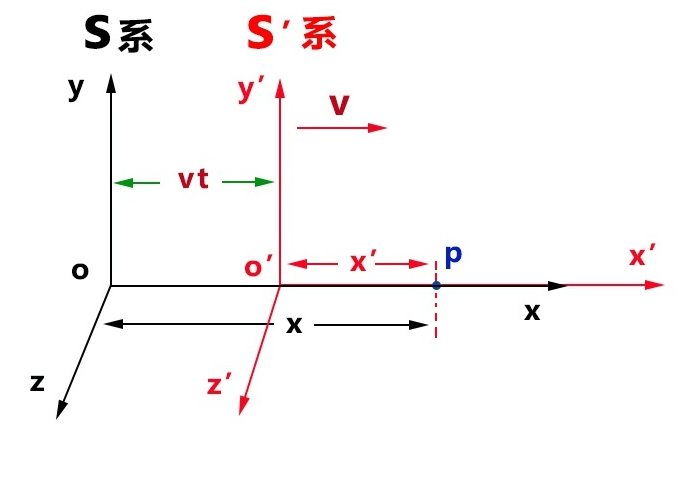 S系 S′系
y y′ v
vt
o o′ x′ p x′
x x
z z′